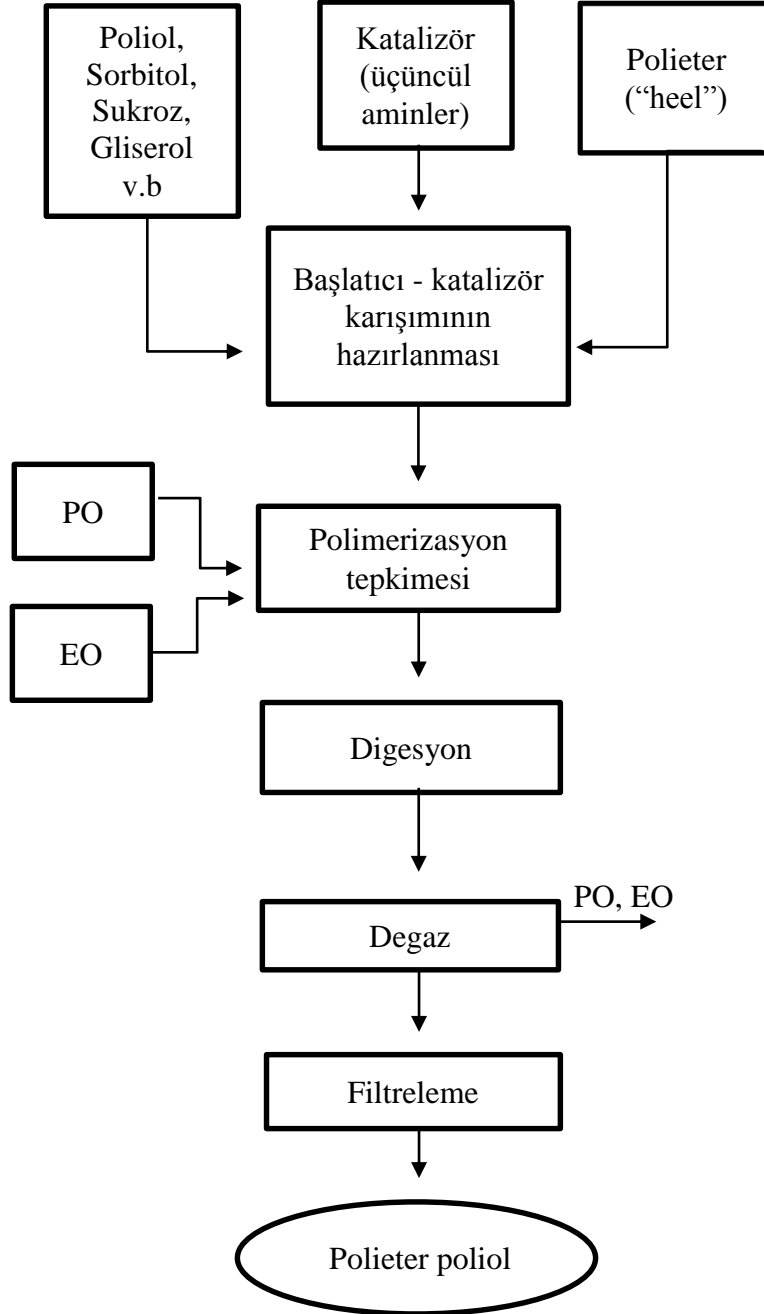 Poliol,
Sorbitol,
Sukroz,
Gliserol
v.b
Katalizör
(üçüncül
aminler)
Polieter
(“heel”)
Başlatıcı - katalizör
karışımının
hazırlanması
PO
EO
Polimerizasyon
tepkimesi
Digesyon
Degaz
PO, EO
Filtreleme
Polieter poliol